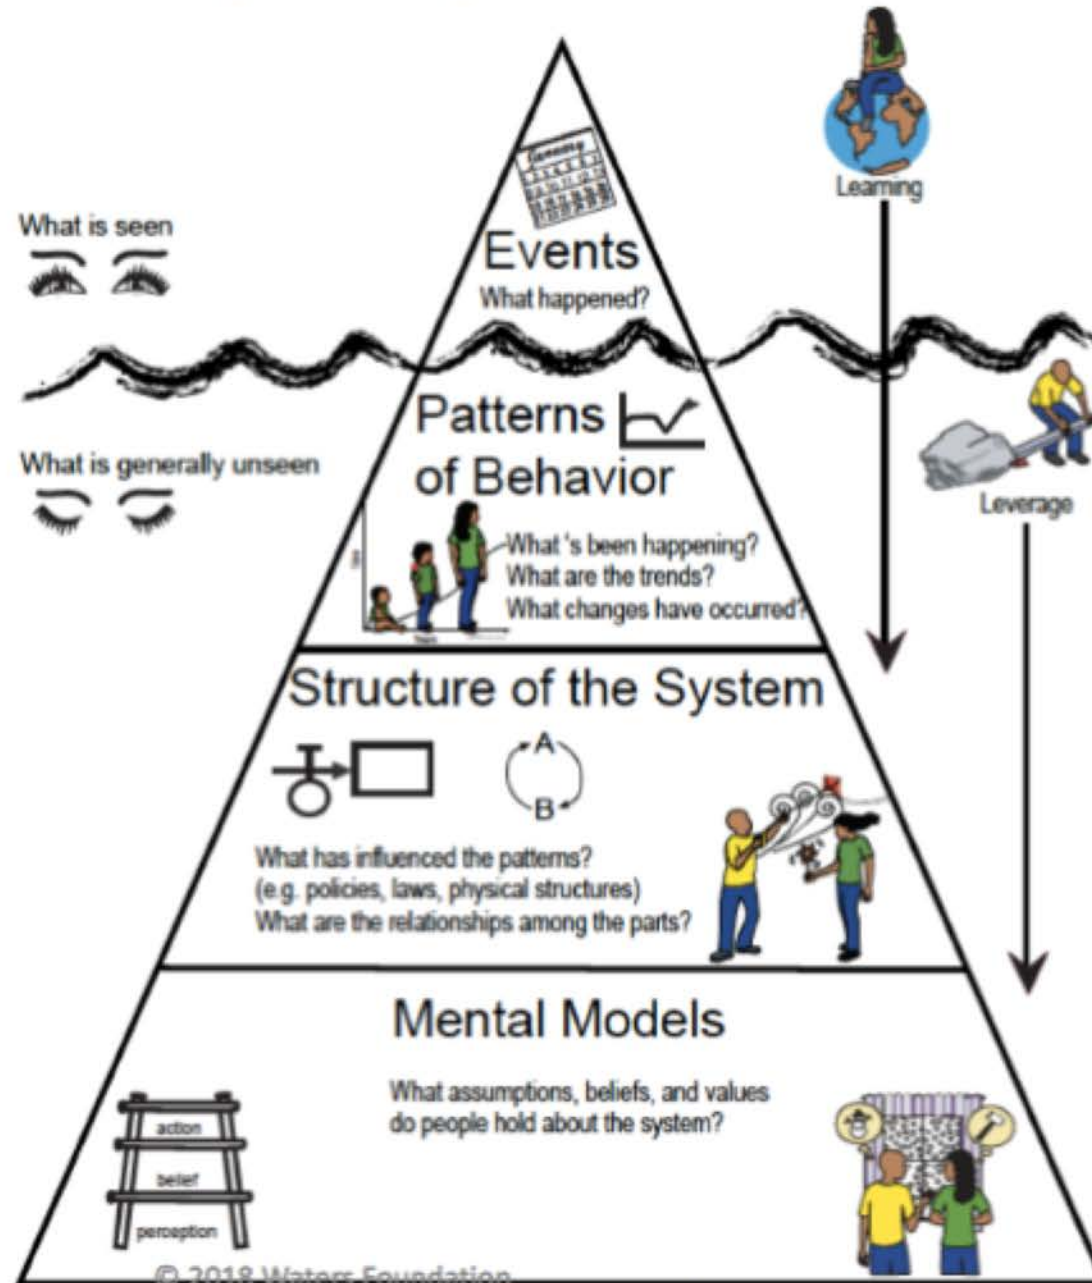 January
Learning
What is seen
Events
What happened?
Patterns
of Behavior
What is generally unseen
Leverage
What 's been happening?
What are the trends?
What changes have occurred?
Structure of the System
A
B
What has influenced the patterns?
(e.g. policies, laws, physical structures)
What are the relationships among the parts?
Mental Models
What assumptions, beliefs, and values
do people hold about the system?
action
belief
perception
© 2018 Waters Foundation